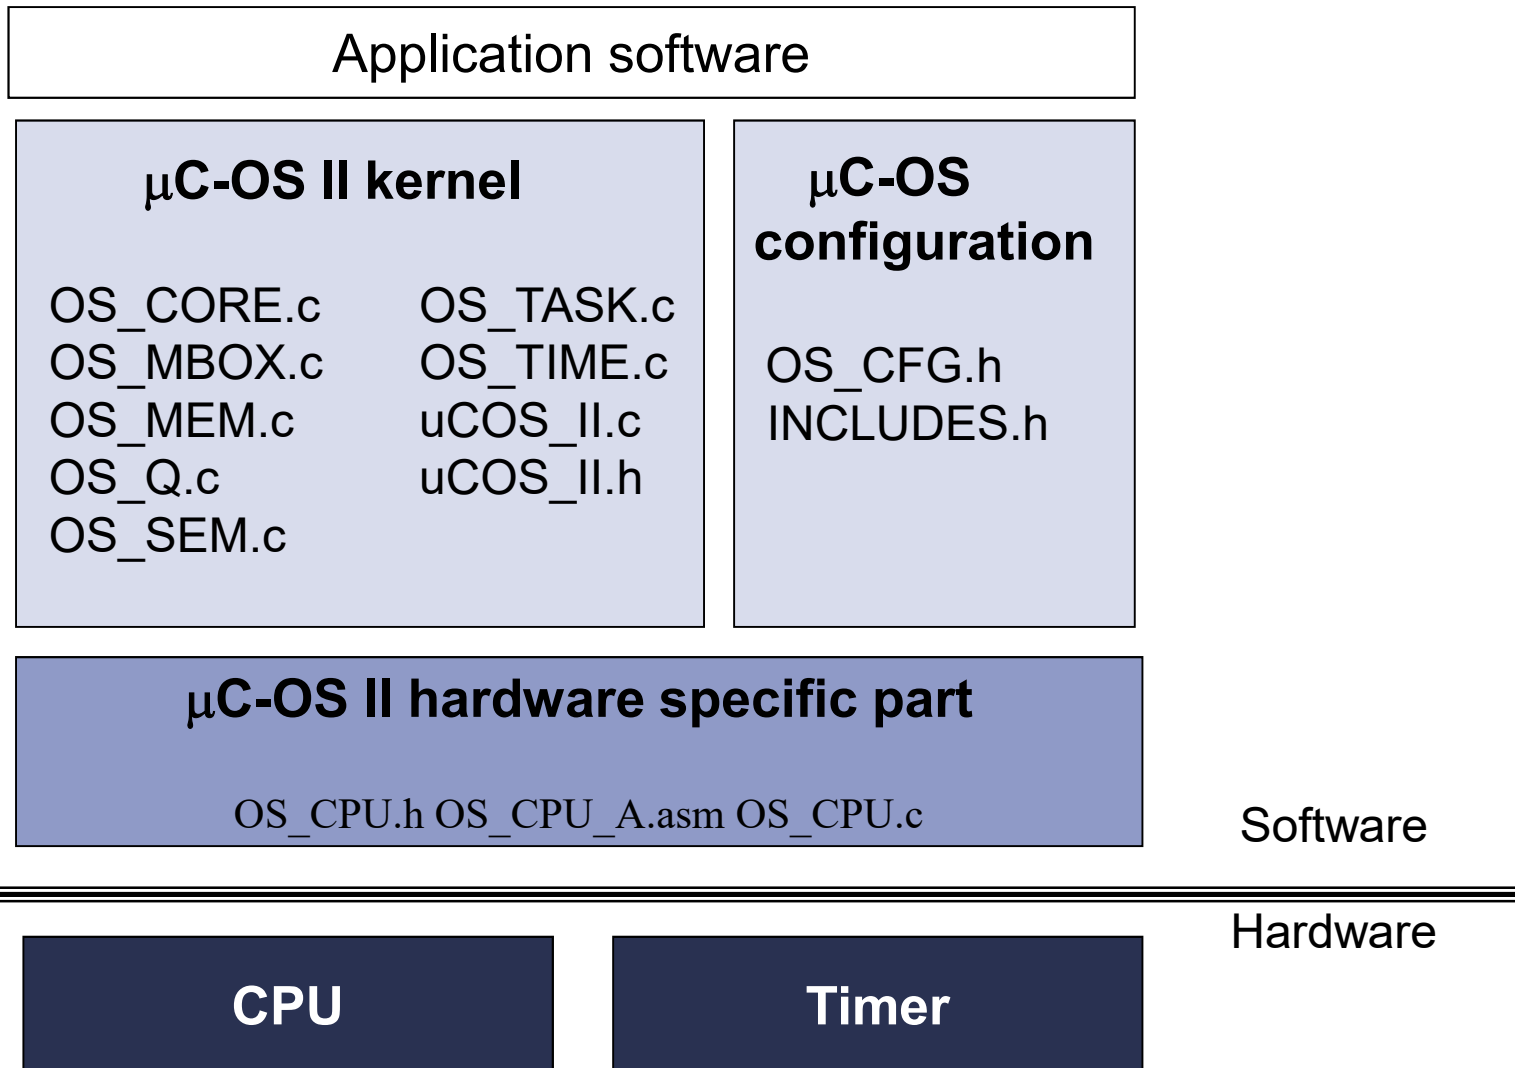 Application software
μC-OS II kernel
OS_CORE.c
OS_MBOX.c
OS_MEM.c
OS_Q.c
OS_SEM.c
OS_TASK.c
OS_TIME.c
uCOS_II.c
uCOS_II.h
μC-OS
configuration
OS_CFG.h
INCLUDES.h
μC-OS II hardware specific part
OS_CPU.h OS_CPU_A.asm OS_CPU.c
Software
Hardware
CPU
Timer